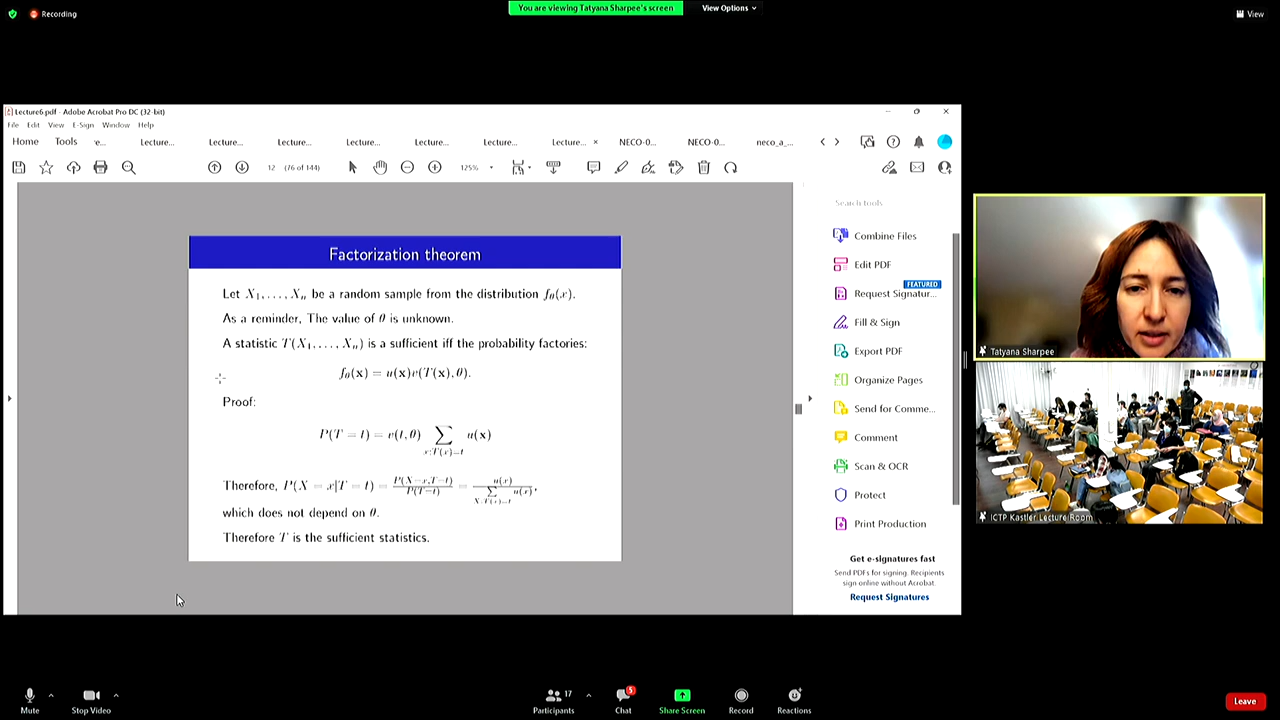 Recording
You are viewing Tatyana Sharpee's screen
View Options
View
Lecture6.pdf - Adobe Acrobat Pro DC (32-bit)
File Edit View E-Sign Window Help
Home Tools e... Lecture... Lecture... Lecture... Lecture... Lecture... Lecture... Lecture... × NECO-0... NECO-0... neco_a_...
12 (76 of 144) 125%
Search tools
Combine Files
Edit PDF
FEATURED
Request Signatur...
Fill & Sign
Export PDF
Organize Pages
Send for Comme...
Comment
Scan & OCR
Protect
Print Production
Get e-signatures fast
Send PDFs for signing. Recipients
sign online without Acrobat.
Request Signatures
Factorization theorem
Let X₁, . . . , Xₙ be a random sample from the distribution f_θ(x).
As a reminder, The value of θ is unknown.
A statistic T(X₁, . . . , Xₙ) is a sufficient iff the probability factories:
f_θ(x) = u(x)v(T(x), θ).
Proof:
P(T = t) = v(t, θ) ∑_{x:T(x)=t} u(x)
Therefore, P(X = x|T = t) = P(X=x,T=t)/P(T=t) = u(x)/∑_{X:T(x)=t} u(x),
which does not depend on θ.
Therefore T is the sufficient statistics.
Tatyana Sharpee
ICTP Kastler Lecture Room
Mute
Stop Video
17
Participants
5
Chat
Share Screen
Record
Reactions
Leave